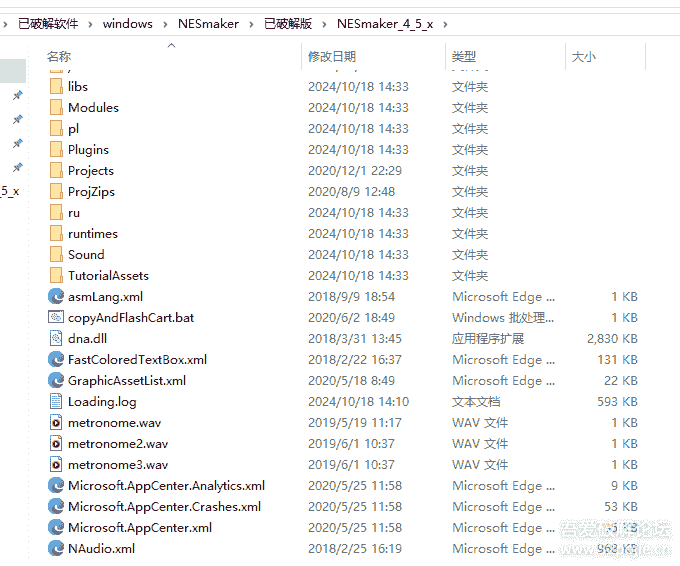 已破解软件 › windows › NESmaker › 已破解版 › NESmaker_4_5_x ›
名称 修改日期 类型 大小
libs 2024/10/18 14:33 文件夹
Modules 2024/10/18 14:33 文件夹
pl 2024/10/18 14:33 文件夹
Plugins 2024/10/18 14:33 文件夹
Projects 2020/12/1 22:29 文件夹
ProjZips 2020/8/9 12:48 文件夹
5_x
ru 2024/10/18 14:33 文件夹
runtimes 2024/10/18 14:33 文件夹
Sound 2024/10/18 14:33 文件夹
TutorialAssets 2024/10/18 14:33 文件夹
asmLang.xml 2018/9/9 18:54 Microsoft Edge ... 1 KB
copyAndFlashCart.bat 2020/6/2 18:49 Windows 批处理... 1 KB
dna.dll 2018/3/31 13:45 应用程序扩展 2,830 KB
FastColoredTextBox.xml 2018/2/22 16:37 Microsoft Edge ... 131 KB
GraphicAssetList.xml 2020/5/18 8:49 Microsoft Edge ... 22 KB
Loading.log 2024/10/18 14:10 文本文档 593 KB
metronome.wav 2019/5/19 11:17 WAV 文件 1 KB
metronome2.wav 2019/6/1 10:37 WAV 文件 1 KB
metronome3.wav 2019/6/1 10:37 WAV 文件 1 KB
Microsoft.AppCenter.Analytics.xml 2020/5/25 11:58 Microsoft Edge ... 9 KB
Microsoft.AppCenter.Crashes.xml 2020/5/25 11:58 Microsoft Edge ... 53 KB
Microsoft.AppCenter.xml 2020/5/25 11:58 Microsoft Edge ... KB
吾爱破解论坛
NAudio.xml 2018/2/25 16:19 Microsoft Edge ... 968 KB
www.52pojie.cn